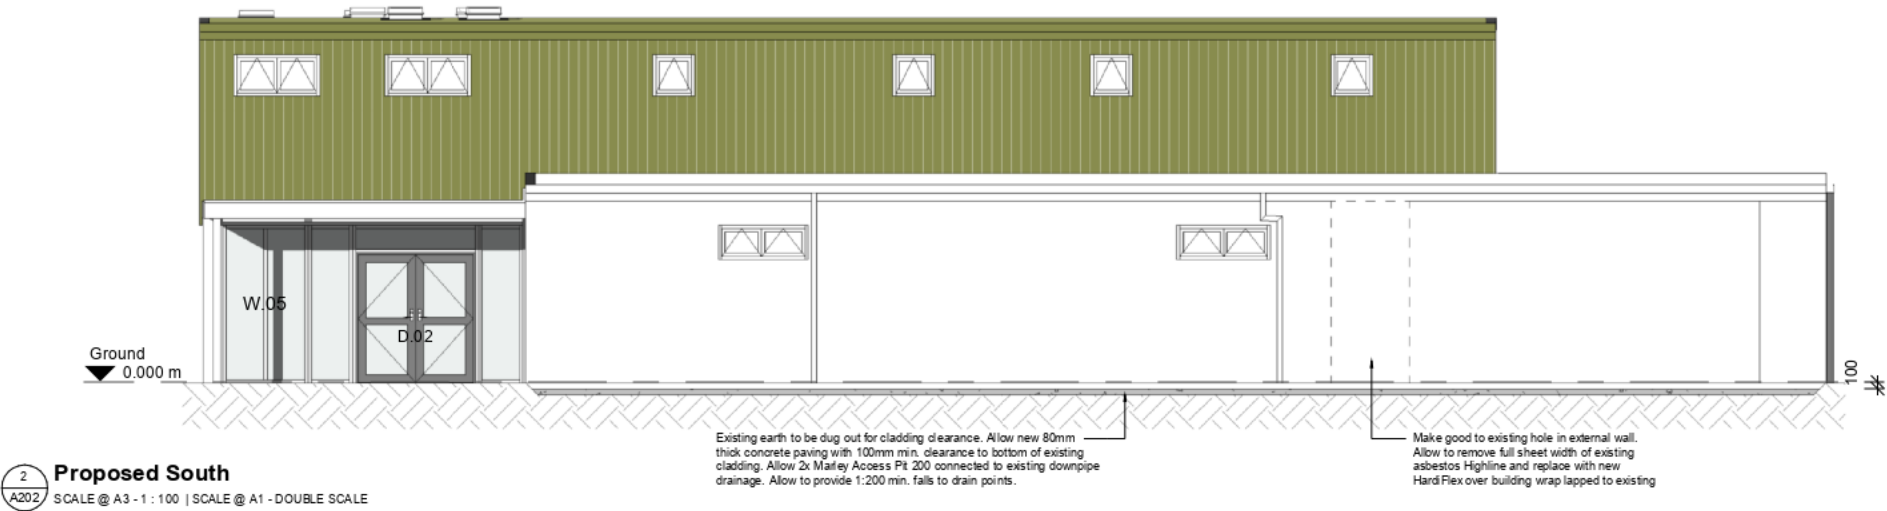 W.05
D.02
Ground
0.000 m
100
Existing earth to be dug out for cladding clearance. Allow new 80mm
thick concrete paving with 100mm min. clearance to bottom of existing
cladding. Allow 2x Marley Access Pit 200 connected to existing downpipe
drainage. Allow to provide 1:200 min. falls to drain points.
Make good to existing hole in external wall.
Allow to remove full sheet width of existing
asbestos Highline and replace with new
HardiFlex over building wrap lapped to existing
2
A202
Proposed South
SCALE @ A3 - 1 : 100 | SCALE @ A1 - DOUBLE SCALE